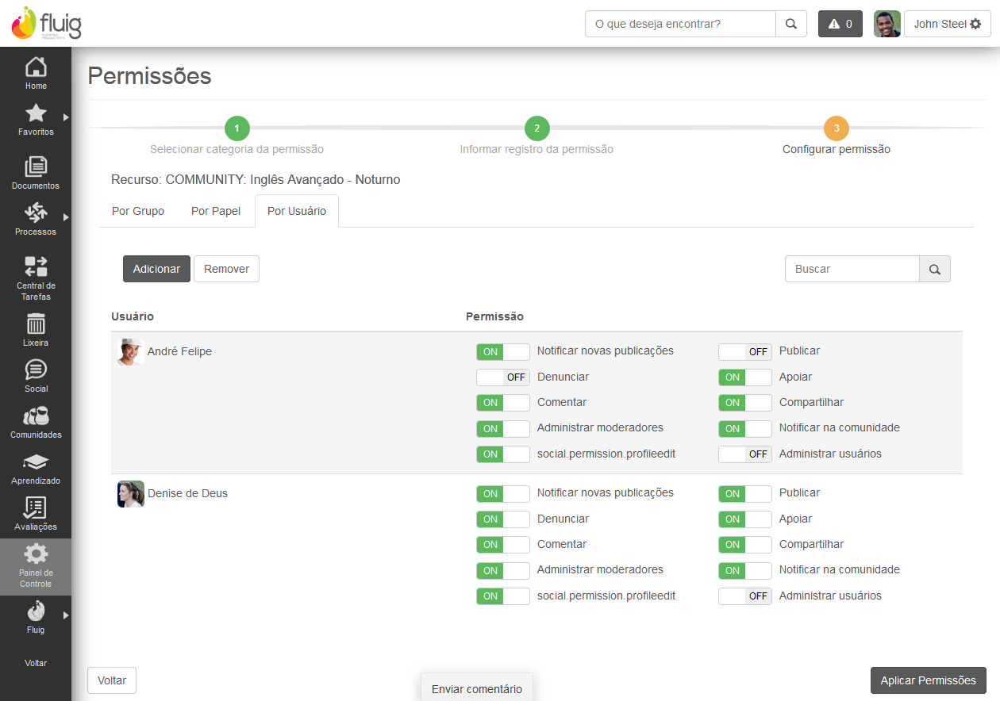 fluig
FLOWING
PRODUCTIVITY
O que deseja encontrar?
0
John Steel
Home
Favoritos
Documentos
Processos
Central de
Tarefas
Lixeira
Social
Comunidades
Aprendizado
Avaliações
Painel de
Controle
Fluig
Voltar
Permissões
1
2
3
Selecionar categoria da permissão
Informar registro da permissão
Configurar permissão
Recurso: COMMUNITY: Inglês Avançado - Noturno
Por Grupo
Por Papel
Por Usuário
Adicionar
Remover
Buscar
Usuário
Permissão
André Felipe
ON Notificar novas publicações
OFF Publicar
OFF Denunciar
ON Apoiar
ON Comentar
ON Compartilhar
ON Administrar moderadores
ON Notificar na comunidade
ON social.permission.profileedit
OFF Administrar usuários
Denise de Deus
ON Notificar novas publicações
ON Publicar
ON Denunciar
ON Apoiar
ON Comentar
ON Compartilhar
ON Administrar moderadores
ON Notificar na comunidade
ON social.permission.profileedit
OFF Administrar usuários
Voltar
Enviar comentário
Aplicar Permissões